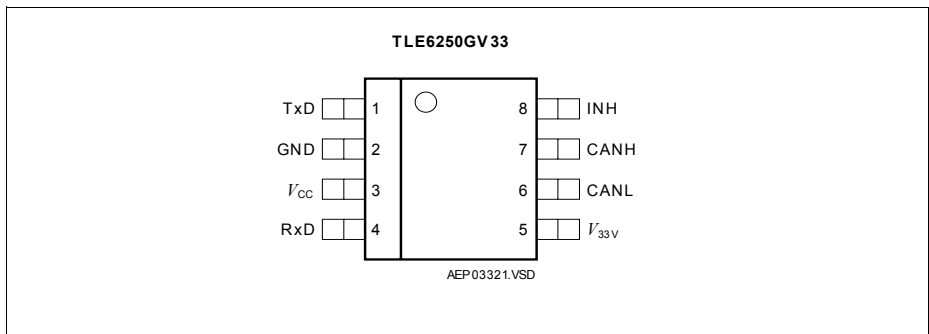 TLE6250GV33
TxD 1 8 INH
GND 2 7 CANH
VCC 3 6 CANL
RxD 4 5 V33V
AEP03321.VSD